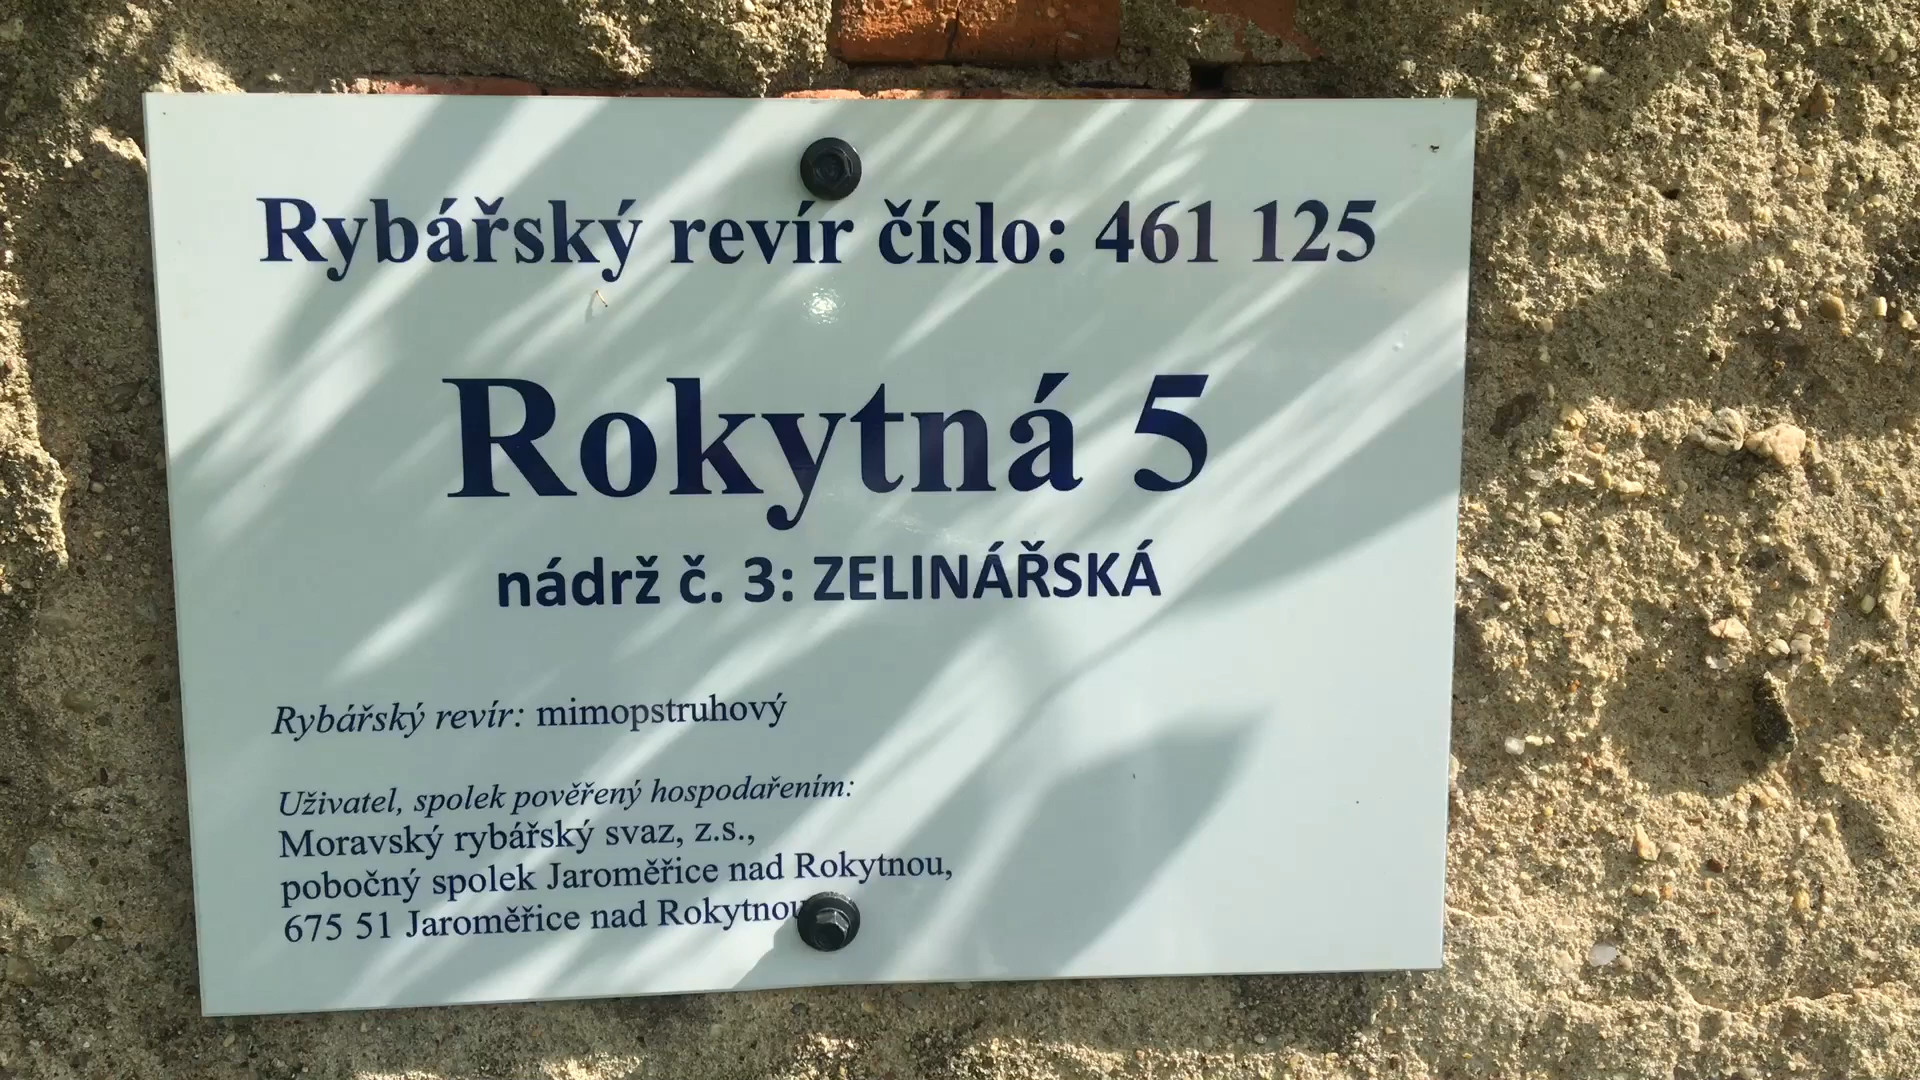 Rybářský revír číslo: 461 125
Rokytná 5
nádrž č. 3: ZELINÁŘSKÁ
Rybářský revír: mimopstruhový
Uživatel, spolek pověřený hospodařením:
Moravský rybářský svaz, z.s.,
pobočný spolek Jaroměřice nad Rokytnou,
675 51 Jaroměřice nad Rokytnou